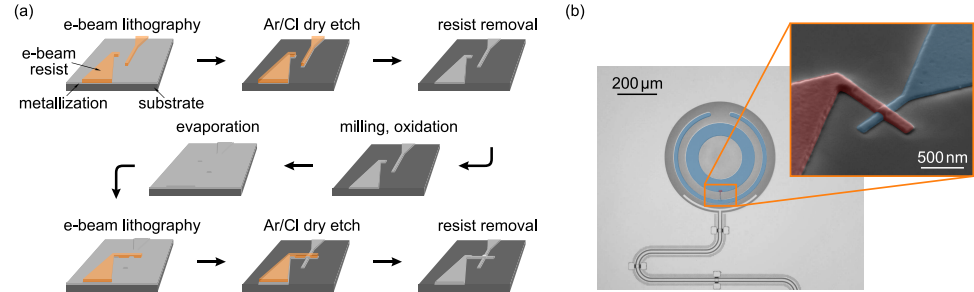 (a)
e-beam lithography
Ar/Cl dry etch
resist removal
e-beam
resist
metallization
substrate
evaporation
milling, oxidation
e-beam lithography
Ar/Cl dry etch
resist removal
(b)
200 µm
500 nm